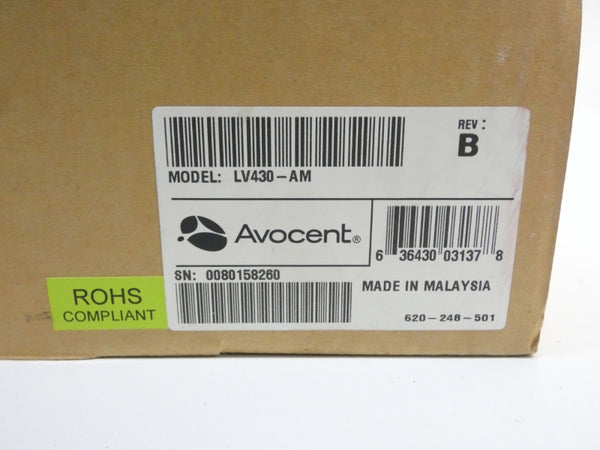 REV:
B
MODEL: LV430-AM
Avocent®
6 36430 03137 8
SN: 0080158260
MADE IN MALAYSIA
620-248-501
ROHS
COMPLIANT